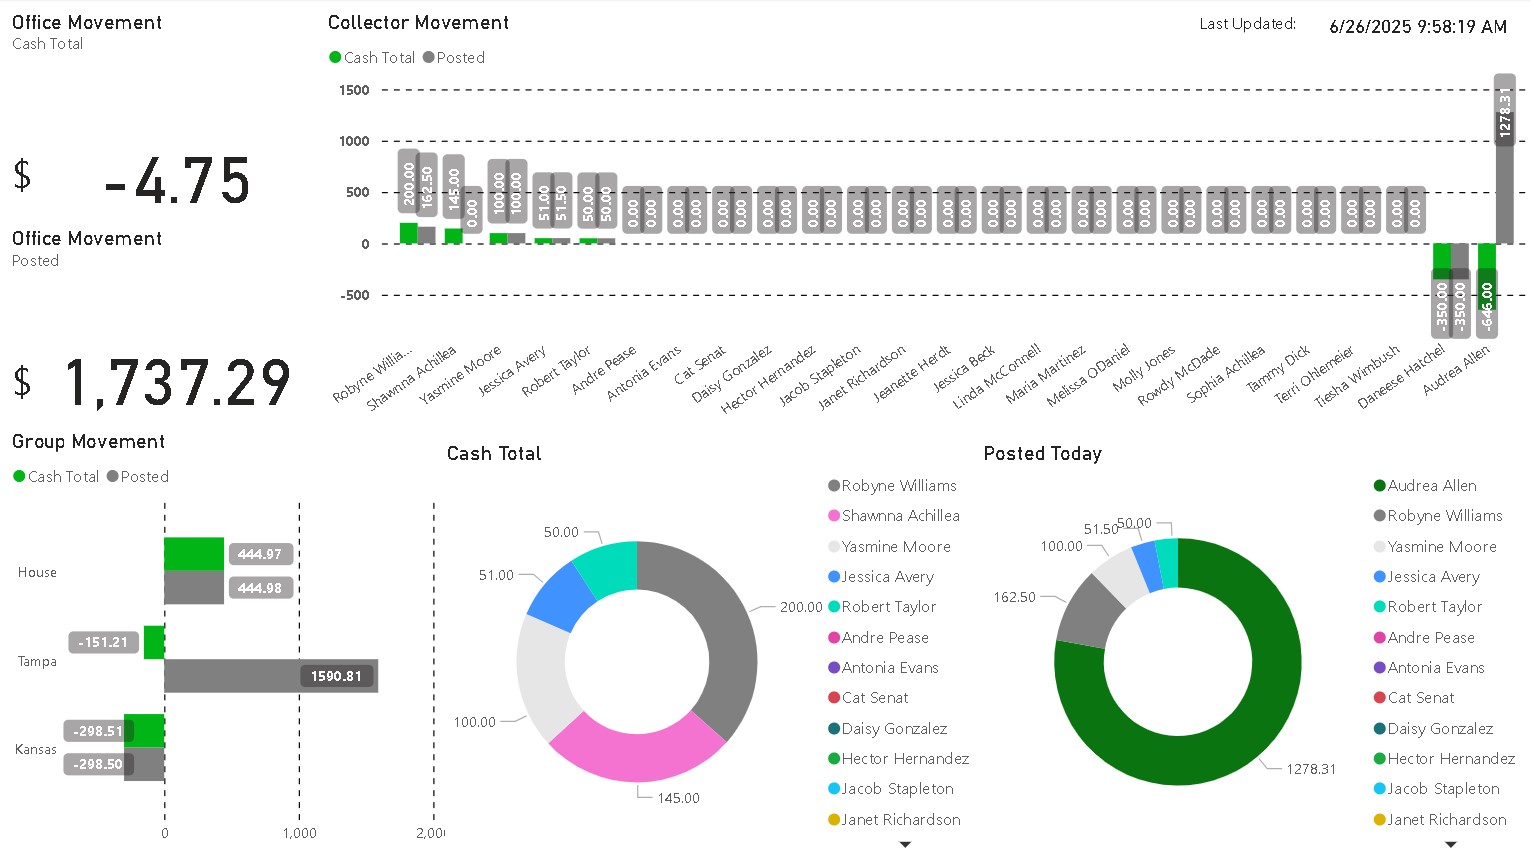 Office Movement
Cash Total
$ -4.75
Office Movement
Posted
$ 1,737.29
Collector Movement
Cash Total Posted
Last Updated: 6/26/2025 9:58:19 AM
1500
1000
500
0
-500
200.00 162.50 145.00 0.00 100.00 100.00 51.00 51.50 50.00 50.00 0.00 0.00 0.00 0.00 0.00 0.00 0.00 0.00 0.00 0.00 0.00 0.00 0.00 0.00 0.00 0.00 0.00 0.00 0.00 0.00 0.00 0.00 0.00 0.00 0.00 0.00 0.00 0.00 0.00 0.00 0.00 0.00 0.00 0.00 0.00 0.00 -350.00 -350.00 -646.00 1278.31
Robyne Willia...
Shawnna Achillea
Yasmine Moore
Jessica Avery
Robert Taylor
Andre Pease
Antonia Evans
Cat Senat
Daisy Gonzalez
Hector Hernandez
Jacob Stapleton
Janet Richardson
Jeanette Herdt
Jessica Beck
Linda McConnell
Maria Martinez
Melissa ODaniel
Molly Jones
Rowdy McDade
Sophia Achillea
Tammy Dick
Terri Ohlemeier
Tiesha Wimbush
Daneese Hatchel
Audrea Allen
Group Movement
Cash Total Posted
House
444.97
444.98
Tampa
-151.21
1590.81
Kansas
-298.51
-298.50
0 1,000 2,00
Cash Total
50.00
51.00
200.00
100.00
145.00
Robyne Williams
Shawnna Achillea
Yasmine Moore
Jessica Avery
Robert Taylor
Andre Pease
Antonia Evans
Cat Senat
Daisy Gonzalez
Hector Hernandez
Jacob Stapleton
Janet Richardson
Posted Today
51.50 50.00
100.00
162.50
1278.31
Audrea Allen
Robyne Williams
Yasmine Moore
Jessica Avery
Robert Taylor
Andre Pease
Antonia Evans
Cat Senat
Daisy Gonzalez
Hector Hernandez
Jacob Stapleton
Janet Richardson